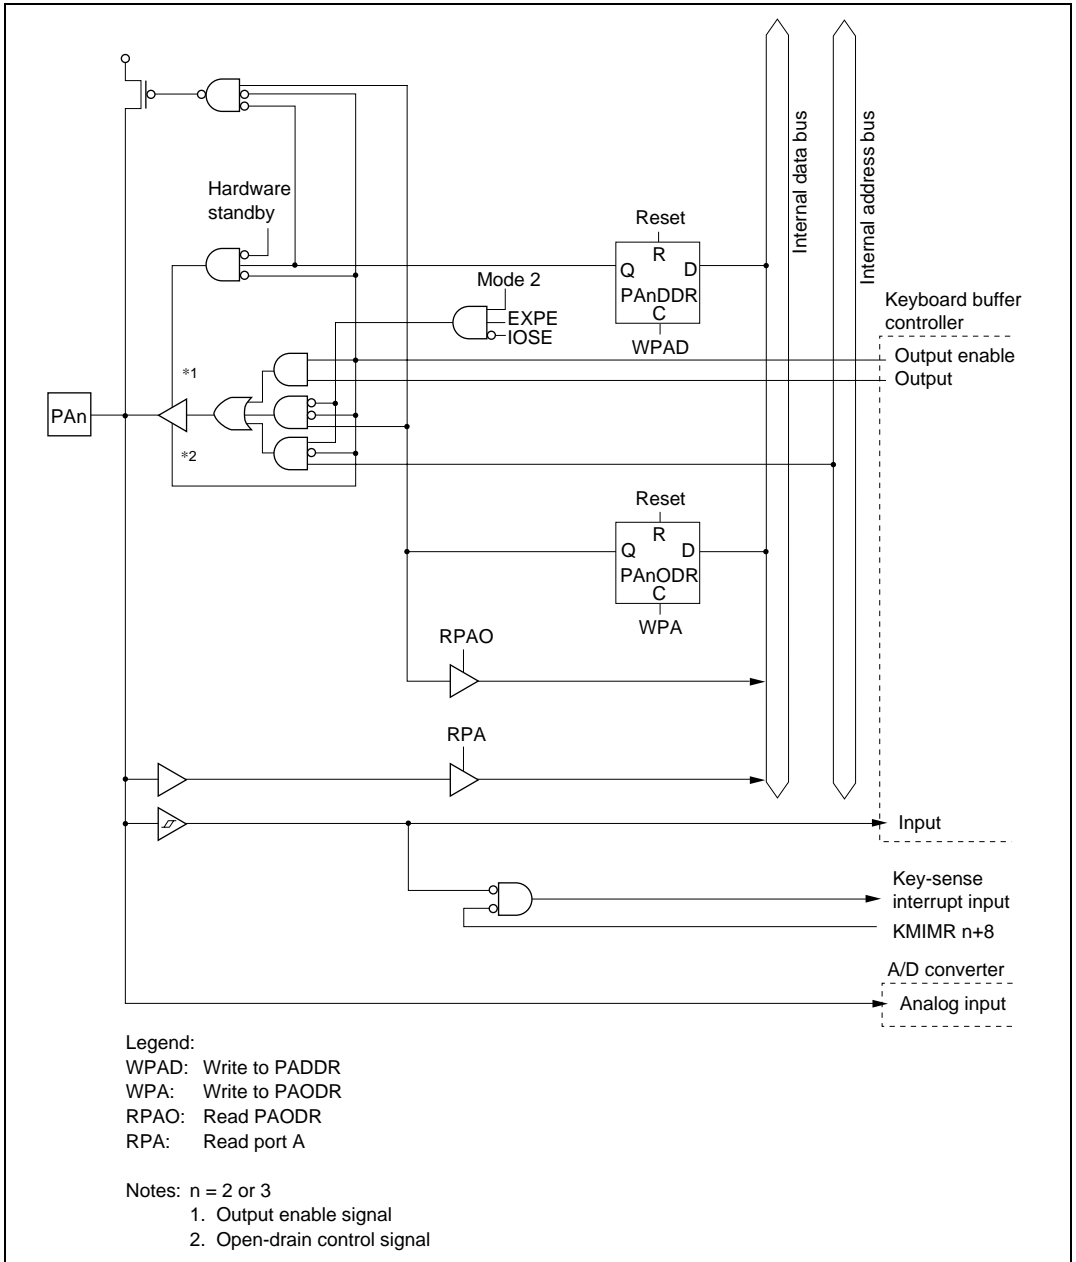 Hardware
standby
Internal data bus
Internal address bus
Reset
R
Q D
PAnDDR
C
WPAD
Mode 2
EXPE
IOSE
Keyboard buffer
controller
Output enable
Output
*1
PAn
*2
Reset
R
Q D
PAnODR
C
WPA
RPAO
RPA
Input
Key-sense
interrupt input
KMIMR n+8
A/D converter
Analog input
Legend:
WPAD: Write to PADDR
WPA: Write to PAODR
RPAO: Read PAODR
RPA: Read port A
Notes: n = 2 or 3
1. Output enable signal
2. Open-drain control signal